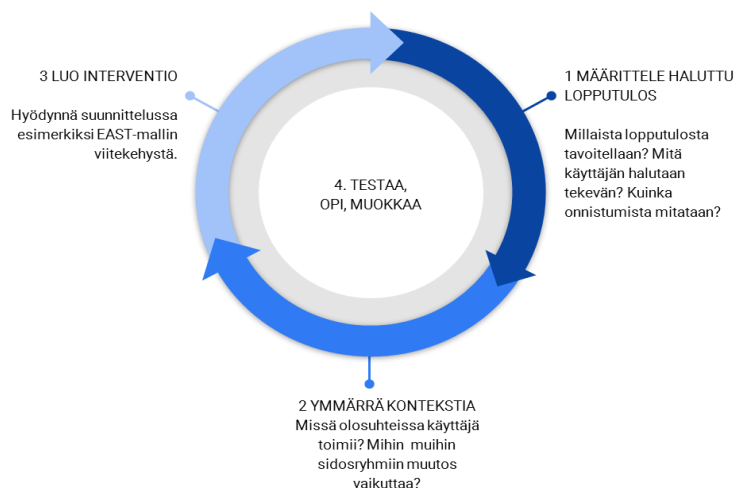 1 MÄÄRITTELE HALUTTU
LOPPUTULOS
Millaista lopputulosta
tavoitellaan? Mitä
käyttäjän halutaan
tekevän? Kuinka
onnistumista mitataan?
2 YMMÄRRÄ KONTEKSTIA
Missä olosuhteissa käyttäjä
toimii? Mihin muihin
sidosryhmiin muutos
vaikuttaa?
3 LUO INTERVENTIO
Hyödynnä suunnittelussa
esimerkiksi EAST-mallin
viitekehystä.
4. TESTAA,
OPI, MUOKKAA